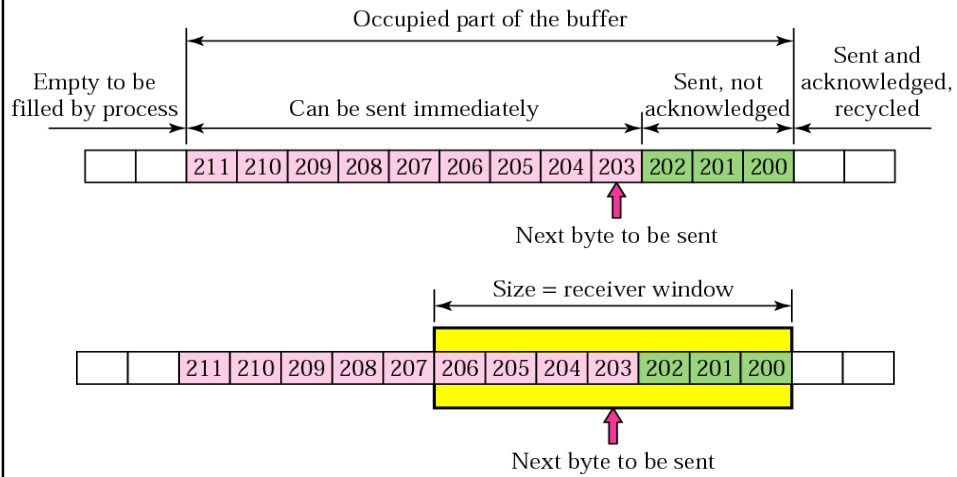 Occupied part of the buffer
Empty to be
filled by process
Can be sent immediately
Sent, not
acknowledged
Sent and
acknowledged,
recycled
211 210 209 208 207 206 205 204 203 202 201 200
Next byte to be sent
Size = receiver window
211 210 209 208 207 206 205 204 203 202 201 200
Next byte to be sent